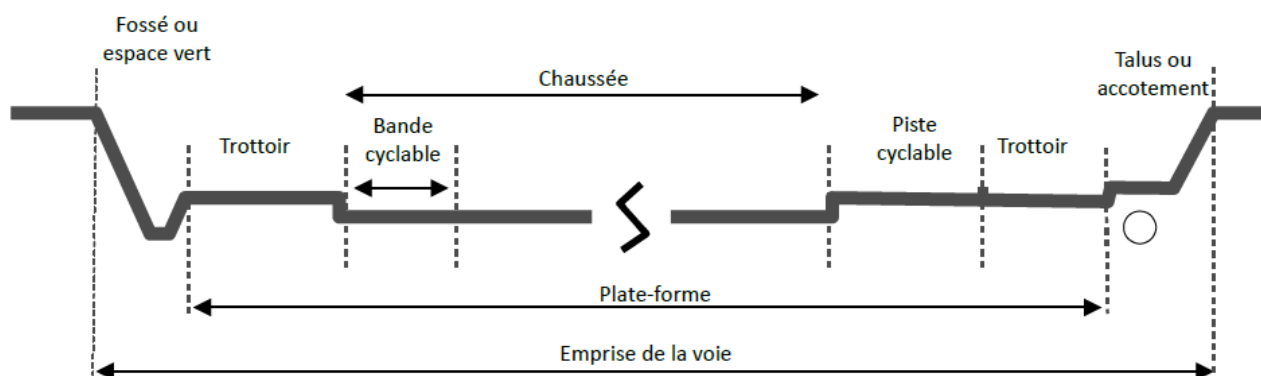 Fossé ou
espace vert
Chaussée
Talus ou
accotement
Trottoir
Bande
cyclable
Piste
cyclable
Trottoir
Plate-forme
Emprise de la voie